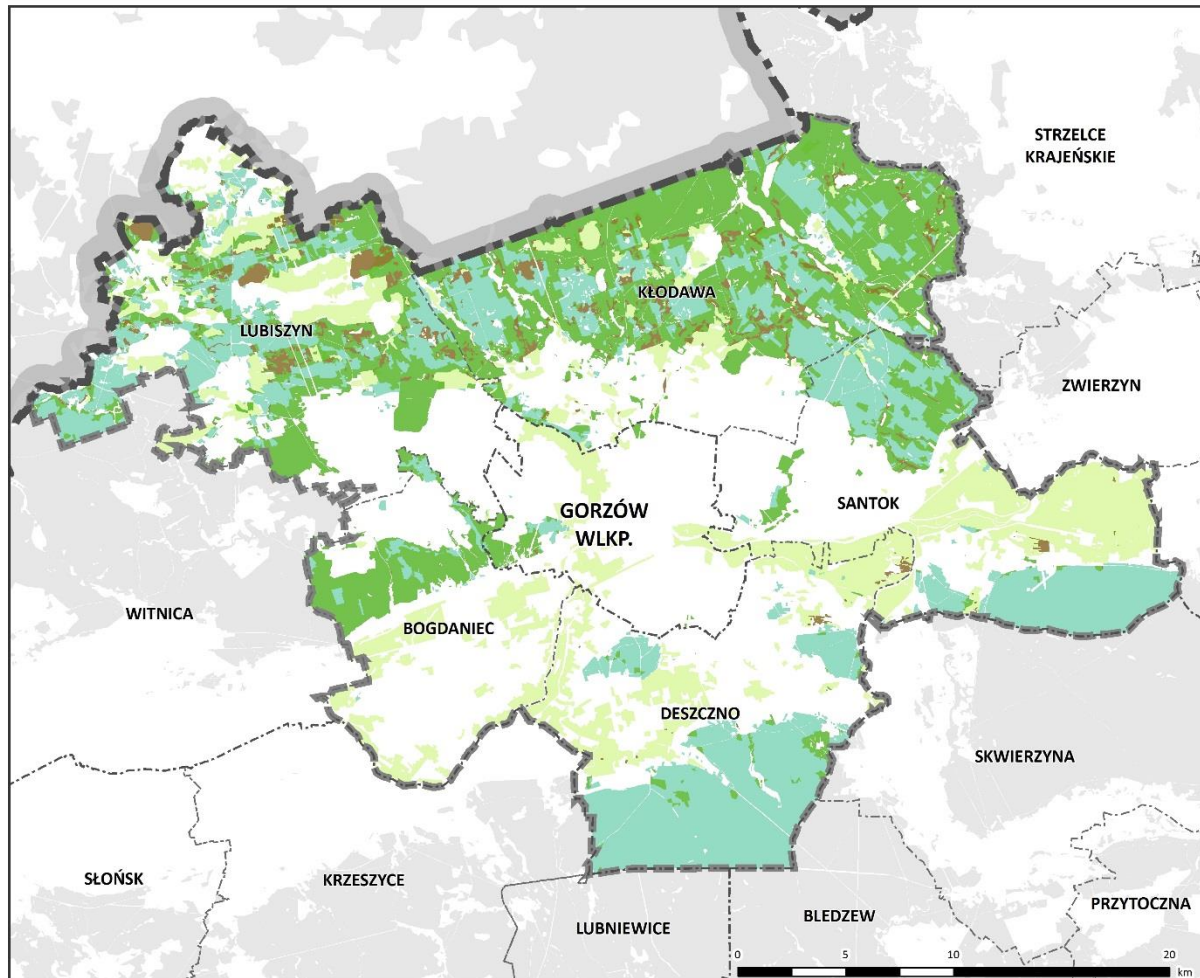 STRZELCE
KRAJEŃSKIE
KŁODAWA
LUBISZYN
ZWIERZYN
SANTOK
GORZÓW
WLKP.
WITNICA
BOGDANIEC
DESZCZNO
SKWIERZYNA
SŁOŃSK
KRZESZYCE
PRZYTOCZNA
BLEDZEW
LUBNIEWICE
0 5 10 20
km